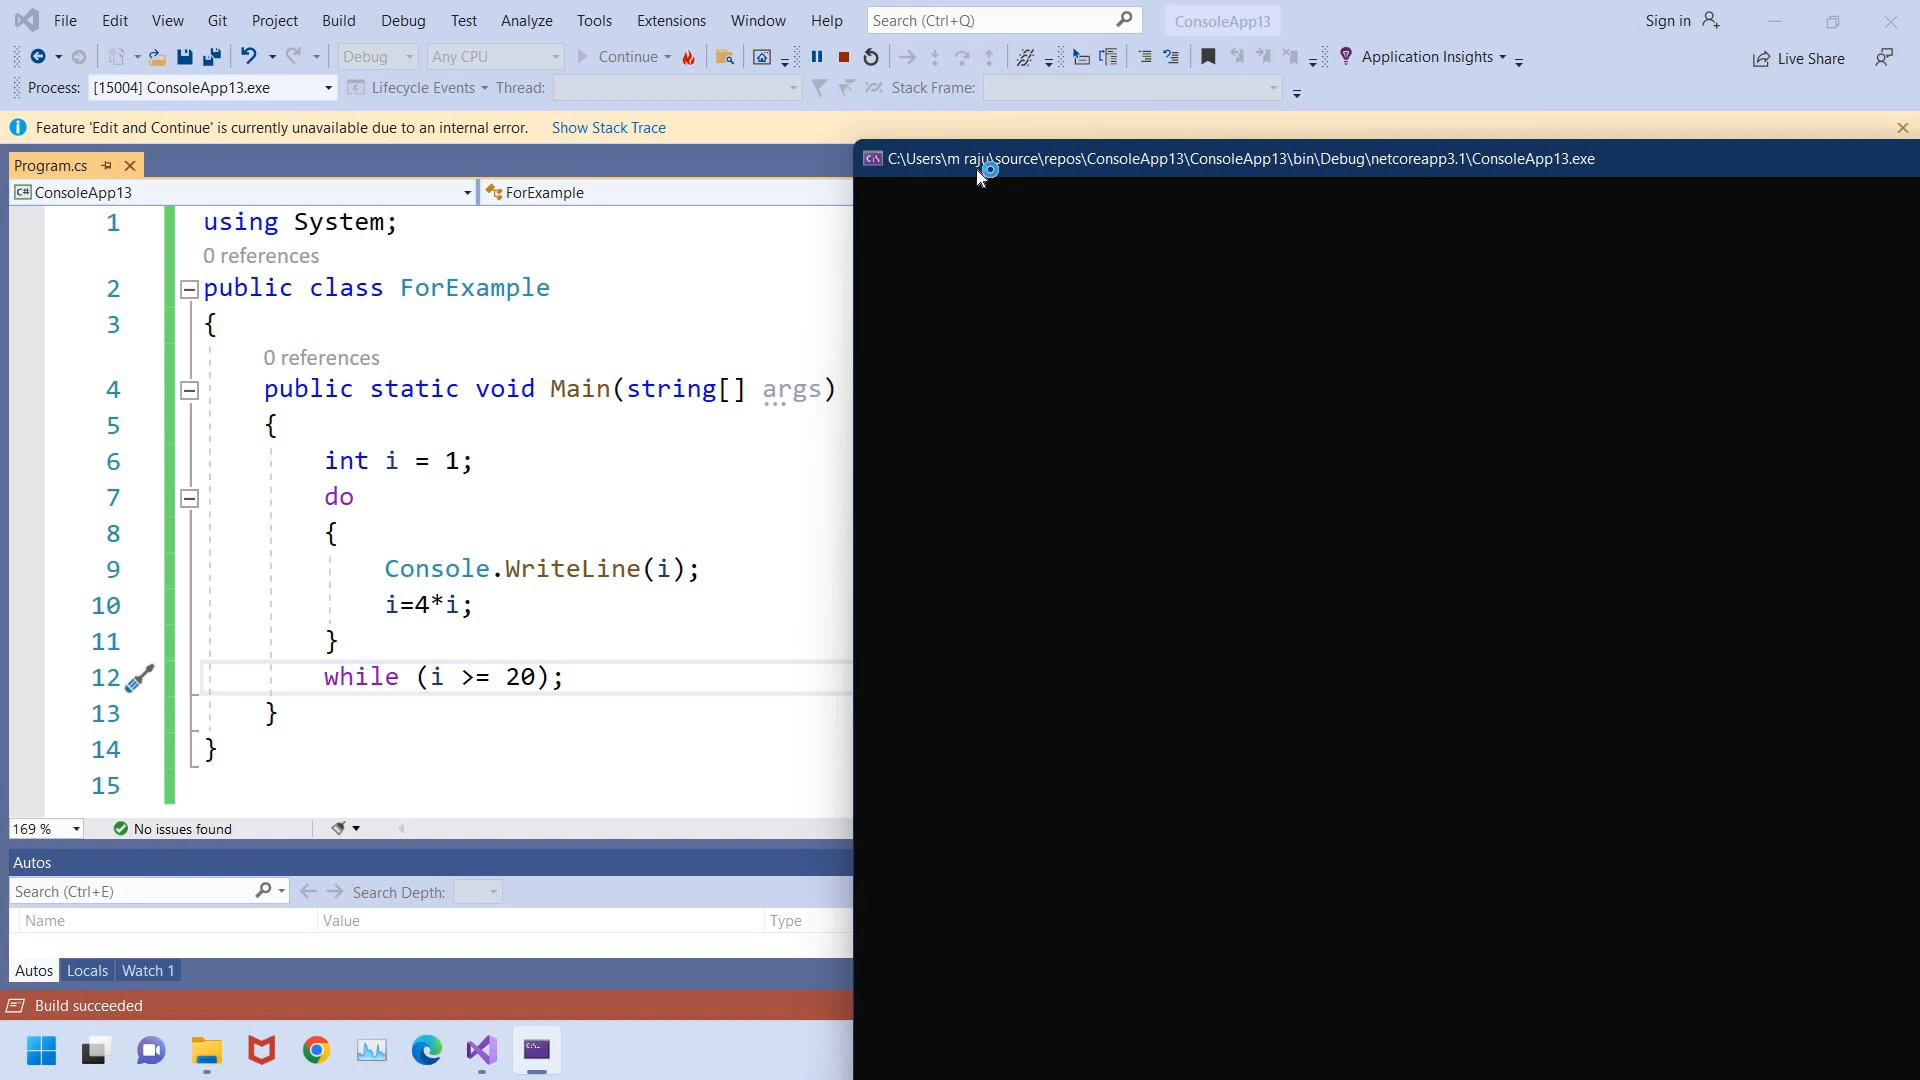 File Edit View Git Project Build Debug Test Analyze Tools Extensions Window Help Search (Ctrl+Q) ConsoleApp13 Sign in
Debug Any CPU Continue Application Insights Live Share
Process: [15004] ConsoleApp13.exe Lifecycle Events Thread: Stack Frame:
Feature 'Edit and Continue' is currently unavailable due to an internal error. Show Stack Trace
Program.cs
C:\Users\m raju\source\repos\ConsoleApp13\ConsoleApp13\bin\Debug\netcoreapp3.1\ConsoleApp13.exe
C# ConsoleApp13 ForExample
1 using System;
0 references
2 public class ForExample
3 {
0 references
4 public static void Main(string[] args)
5 {
6 int i = 1;
7 do
8 {
9 Console.WriteLine(i);
10 i=4*i;
11 }
12 while (i >= 20);
13 }
14 }
15
169 % No issues found
Autos
Search (Ctrl+E) Search Depth:
Name Value Type
Autos Locals Watch 1
Build succeeded